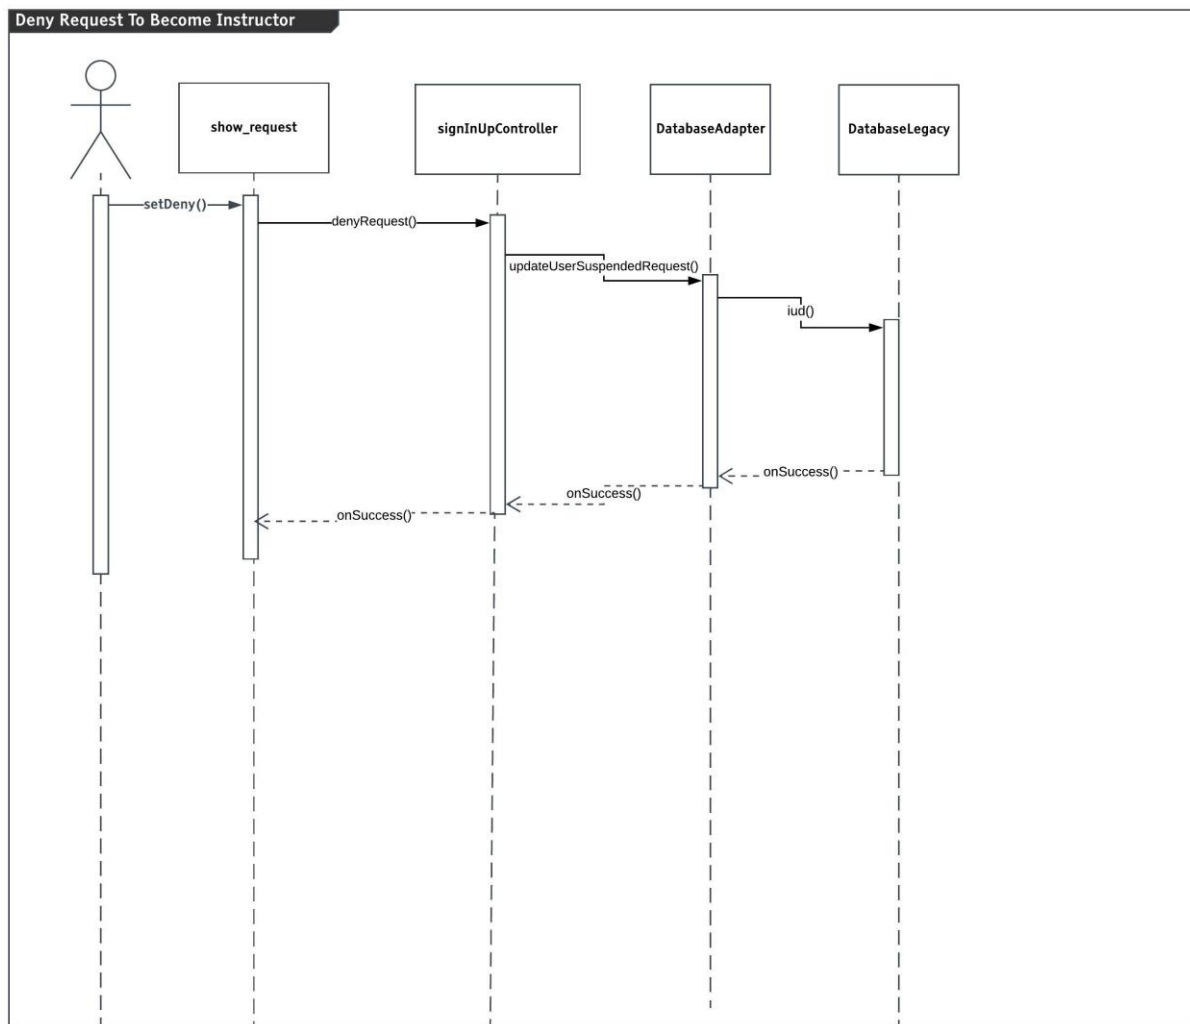 Deny Request To Become Instructor
show_request
signInUpController
DatabaseAdapter
DatabaseLegacy
setDeny()
denyRequest()
updateUserSuspendedRequest()
iud()
onSuccess()
onSuccess()
onSuccess()